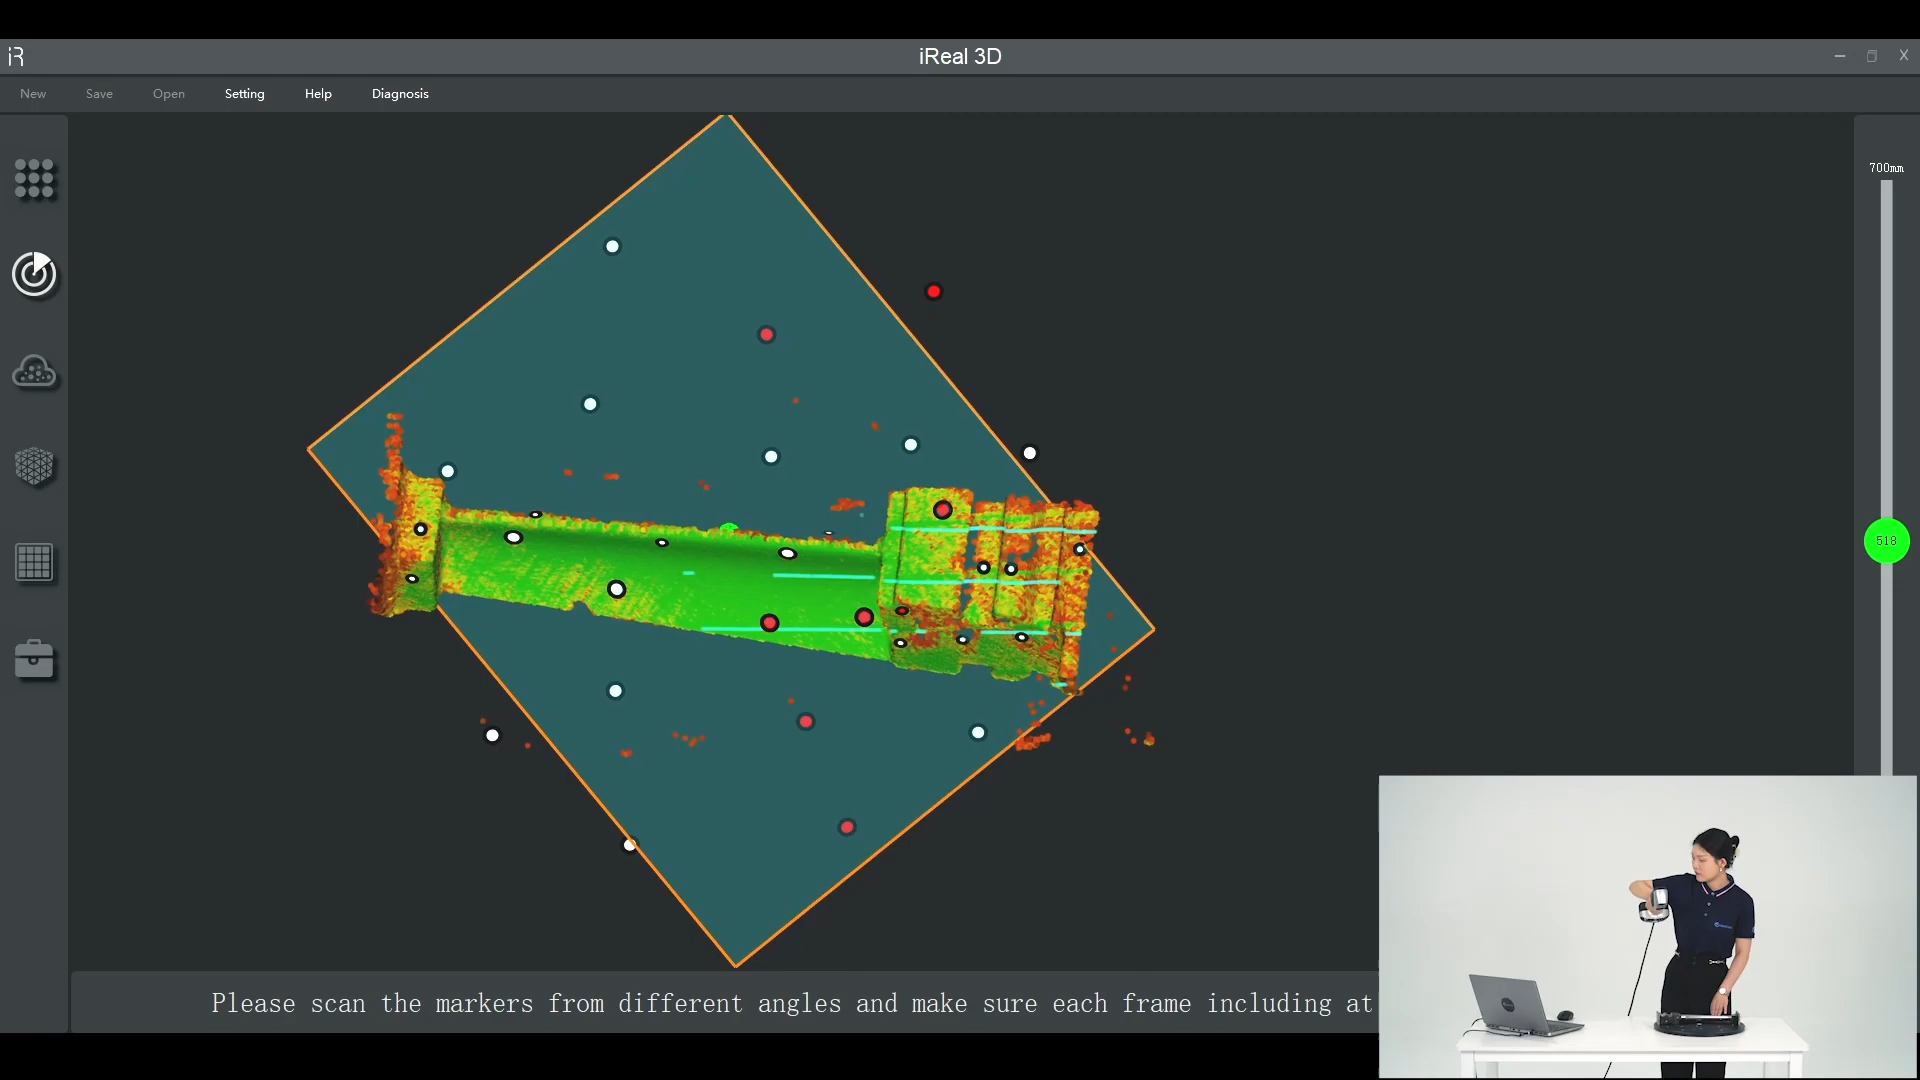 iR
iReal 3D
New Save Open Setting Help Diagnosis
700mm
518
Please scan the markers from different angles and make sure each frame including at